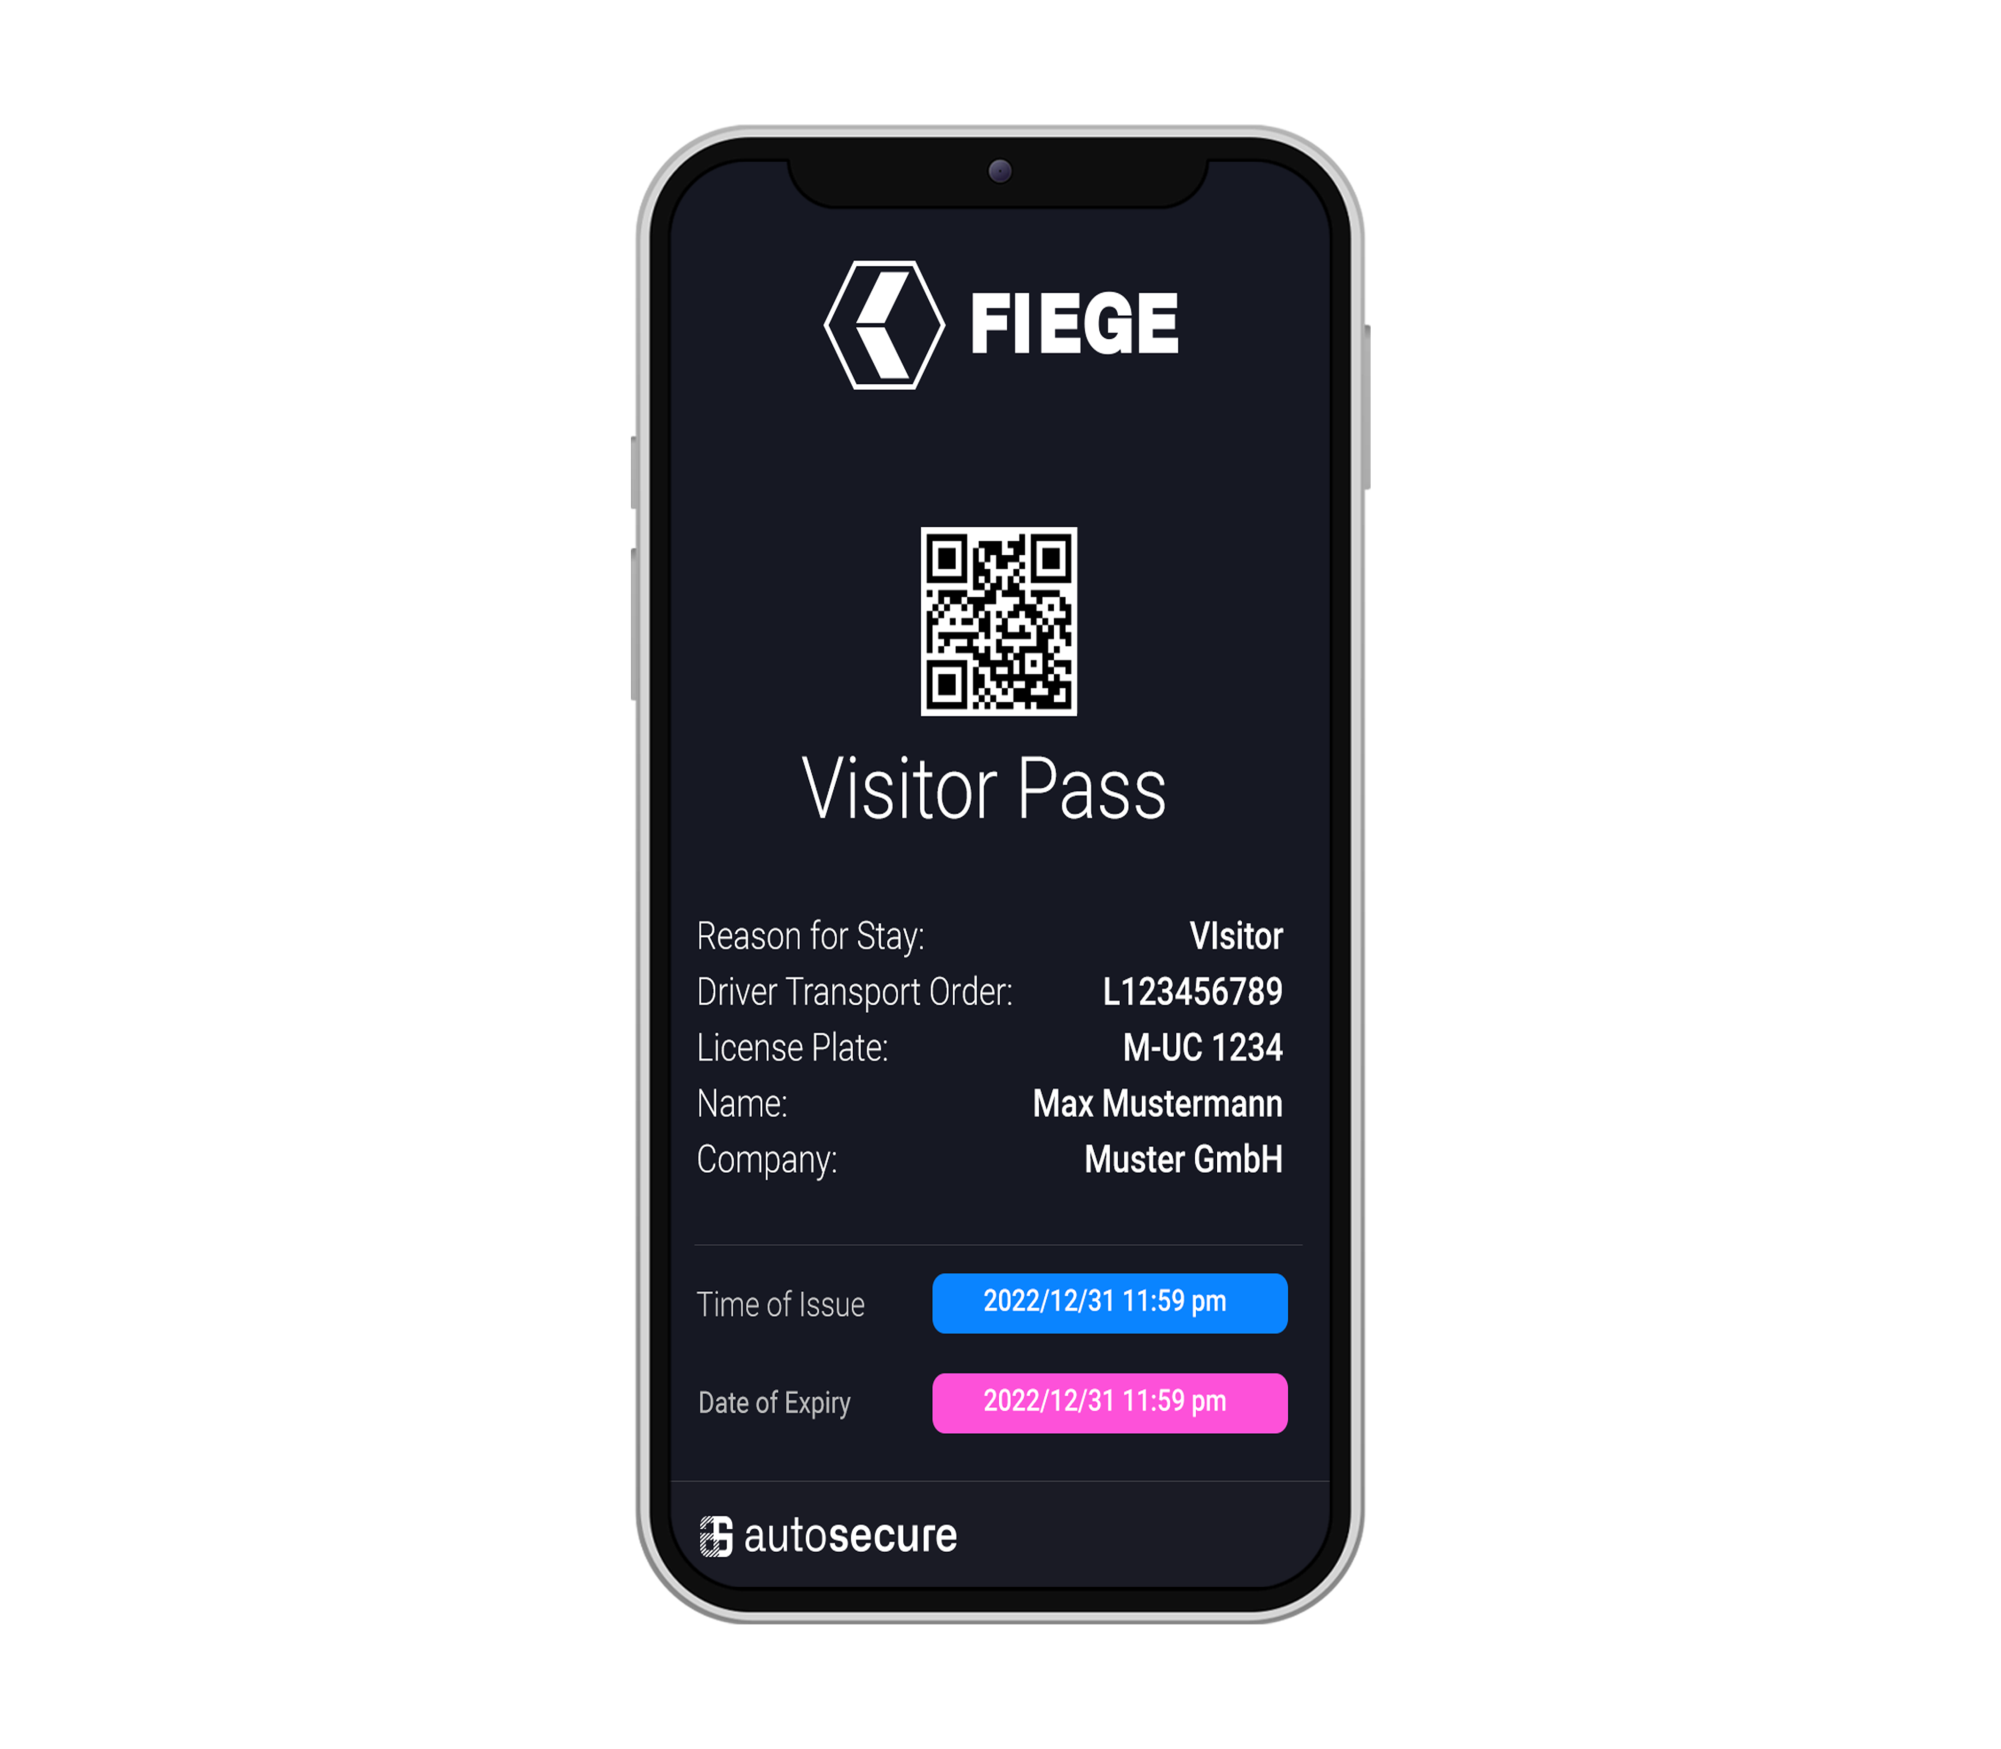 FIEGE
Visitor Pass
Reason for Stay: VIsitor
Driver Transport Order: L123456789
License Plate: M-UC 1234
Name: Max Mustermann
Company: Muster GmbH
Time of Issue 2022/12/31 11:59 pm
Date of Expiry 2022/12/31 11:59 pm
autosecure